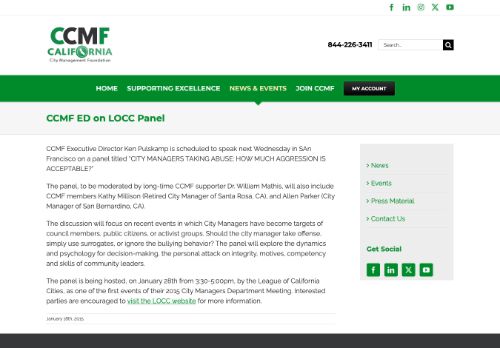 CCMF
CALIFORNIA
City Management Foundation
844-226-3411
Search...
HOME SUPPORTING EXCELLENCE NEWS & EVENTS JOIN CCMF MY ACCOUNT
CCMF ED on LOCC Panel
CCMF Executive Director Ken Pulskamp is scheduled to speak next Wednesday in SAn
Francisco on a panel titled "CITY MANAGERS TAKING ABUSE: HOW MUCH AGGRESSION IS
ACCEPTABLE?"
The panel, to be moderated by long-time CCMF supporter Dr. William Mathis, will also include
CCMF members Kathy Millison (Retired City Manager of Santa Rosa, CA), and Allen Parker (City
Manager of San Bernardino, CA).
The discussion will focus on recent events in which City Managers have become targets of
council members, public citizens, or activist groups. Should the city manager take offense,
simply use surrogates, or ignore the bullying behavior? The panel will explore the dynamics
and psychology for decision-making, the personal attack on integrity, motives, competency
and skills of community leaders.
The panel is being hosted, on January 28th from 3:30-5:00pm, by the League of California
Cities, as one of the first events of their 2015 City Managers Department Meeting. Interested
parties are encouraged to visit the LOCC website for more information.
January 16th, 2015
News
Events
Press Material
Contact Us
Get Social